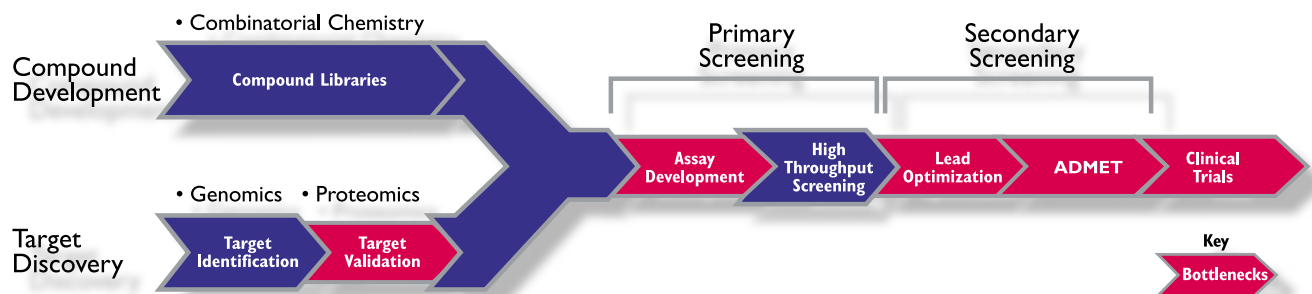 • Combinatorial Chemistry
Compound
Development
Compound Libraries
Primary
Screening
Secondary
Screening
Assay
Development
High
Throughput
Screening
Lead
Optimization
ADMET
Clinical
Trials
• Genomics
• Proteomics
Target
Discovery
Target
Identification
Target
Validation
Key
Bottlenecks